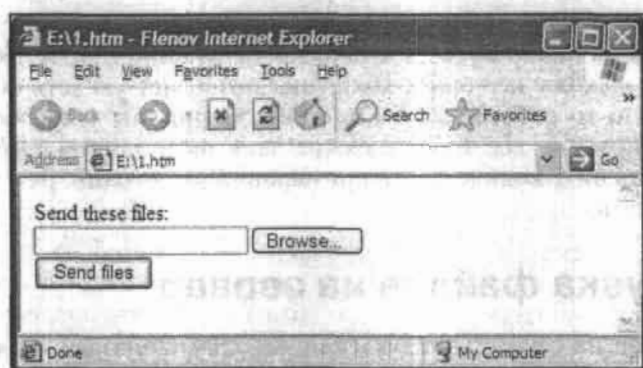 E:\1.htm - Flenov Internet Explorer
File Edit View Favorites Tools Help
Back Search Favorites »
Address E:\1.htm Go
Send these files:
Browse...
Send files
Done My Computer